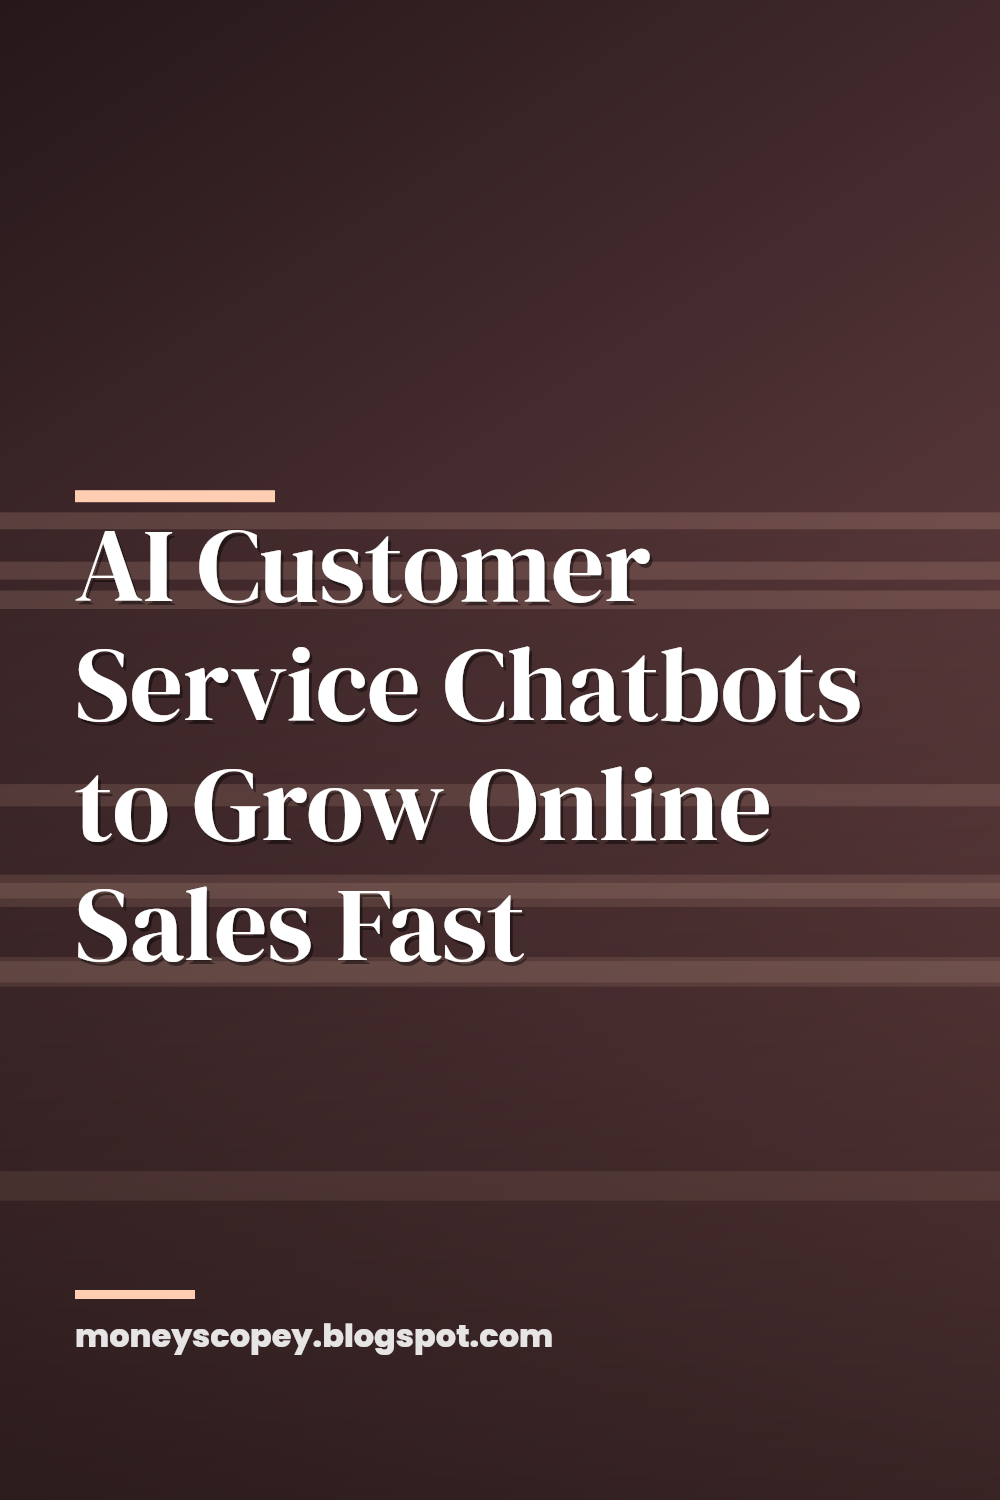 AI Customer
Service Chatbots
to Grow Online
Sales Fast
moneyscopey.blogspot.com